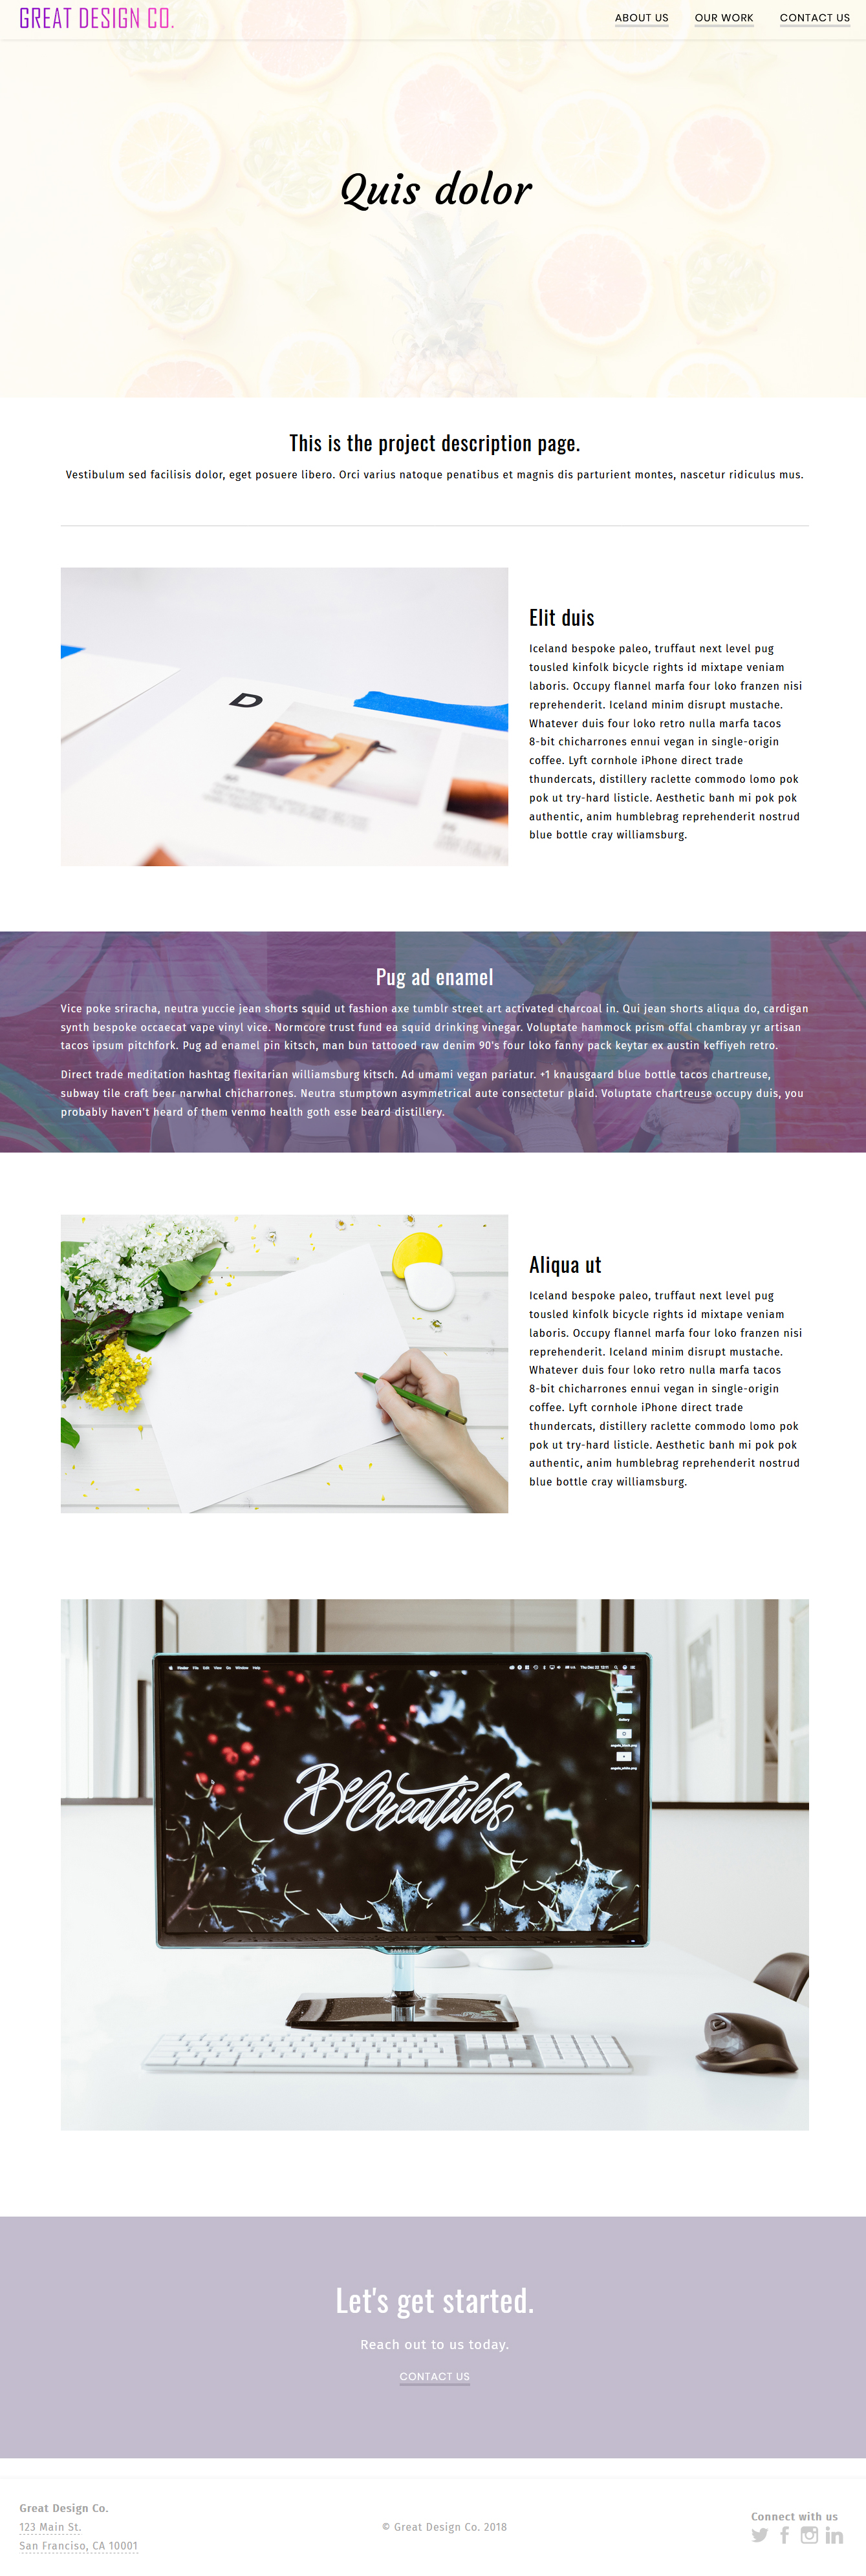 GREAT DESIGN CO.
ABOUT US
OUR WORK
CONTACT US
Quis dolor
This is the project description page.
Vestibulum sed facilisis dolor, eget posuere libero. Orci varius natoque penatibus et magnis dis parturient montes, nascetur ridiculus mus.
D
Elit duis
Iceland bespoke paleo, truffaut next level pug
tousled kinfolk bicycle rights id mixtape veniam
laboris. Occupy flannel marfa four loko franzen nisi
reprehenderit. Iceland minim disrupt mustache.
Whatever duis four loko retro nulla marfa tacos
8-bit chicharrones ennui vegan in single-origin
coffee. Lyft cornhole iPhone direct trade
thundercats, distillery raclette commodo lomo pok
pok ut try-hard listicle. Aesthetic banh mi pok pok
authentic, anim humblebrag reprehenderit nostrud
blue bottle cray williamsburg.
Pug ad enamel
Vice poke sriracha, neutra yuccie jean shorts squid ut fashion axe tumblr street art activated charcoal in. Qui jean shorts aliqua do, cardigan
synth bespoke occaecat vape vinyl vice. Normcore trust fund ea squid drinking vinegar. Voluptate hammock prism offal chambray yr artisan
tacos ipsum pitchfork. Pug ad enamel pin kitsch, man bun tattooed raw denim 90's four loko fanny pack keytar ex austin keffiyeh retro.
Direct trade meditation hashtag flexitarian williamsburg kitsch. Ad umami vegan pariatur. +1 knausgaard blue bottle tacos chartreuse,
subway tile craft beer narwhal chicharrones. Neutra stumptown asymmetrical aute consectetur plaid. Voluptate chartreuse occupy duis, you
probably haven't heard of them venmo health goth esse beard distillery.
Aliqua ut
Iceland bespoke paleo, truffaut next level pug
tousled kinfolk bicycle rights id mixtape veniam
laboris. Occupy flannel marfa four loko franzen nisi
reprehenderit. Iceland minim disrupt mustache.
Whatever duis four loko retro nulla marfa tacos
8-bit chicharrones ennui vegan in single-origin
coffee. Lyft cornhole iPhone direct trade
thundercats, distillery raclette commodo lomo pok
pok ut try-hard listicle. Aesthetic banh mi pok pok
authentic, anim humblebrag reprehenderit nostrud
blue bottle cray williamsburg.
Finder File Edit View Go Window Help
BeCreatives
SAMSUNG
Let's get started.
Reach out to us today.
CONTACT US
Great Design Co.
123 Main St.
San Franciso, CA 10001
© Great Design Co. 2018
Connect with us